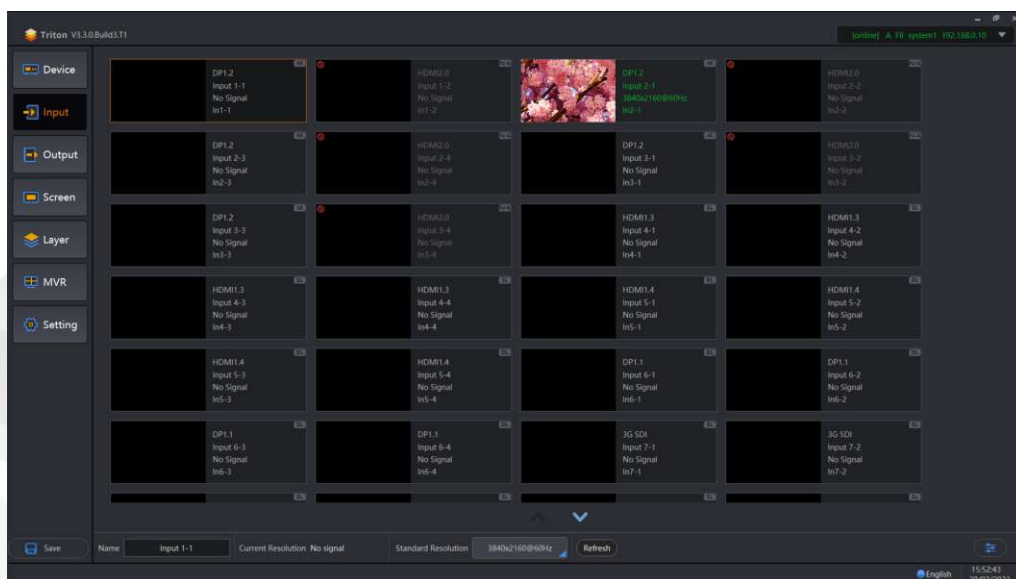 Triton V3.3.0.Build3.T1
[online] A F8 system1 192.168.0.10
Device
Input
Output
Screen
Layer
MVR
Setting
4K
DP1.2
Input 1-1
No Signal
In1-1
HDMI2.0
Input 1-2
No Signal
In1-2
4K
DP1.2
Input 2-1
3840x2160@60Hz
In2-1
HDMI2.0
Input 2-2
No Signal
In2-2
4K
DP1.2
Input 2-3
No Signal
In2-3
HDMI2.0
Input 2-4
No Signal
In2-4
4K
DP1.2
Input 3-1
No Signal
In3-1
HDMI2.0
Input 3-2
No Signal
In3-2
4K
DP1.2
Input 3-3
No Signal
In3-3
HDMI2.0
Input 3-4
No Signal
In3-4
HDMI1.3
Input 4-1
No Signal
In4-1
HDMI1.3
Input 4-2
No Signal
In4-2
HDMI1.3
Input 4-3
No Signal
In4-3
HDMI1.3
Input 4-4
No Signal
In4-4
HDMI1.4
Input 5-1
No Signal
In5-1
HDMI1.4
Input 5-2
No Signal
In5-2
HDMI1.4
Input 5-3
No Signal
In5-3
HDMI1.4
Input 5-4
No Signal
In5-4
DP1.1
Input 6-1
No Signal
In6-1
DP1.1
Input 6-2
No Signal
In6-2
DP1.1
Input 6-3
No Signal
In6-3
DP1.1
Input 6-4
No Signal
In6-4
3G SDI
Input 7-1
No Signal
In7-1
3G SDI
Input 7-2
No Signal
In7-2
Save
Name Input 1-1 Current Resolution No signal Standard Resolution 3840x2160@60Hz Refresh
English 15:52:43